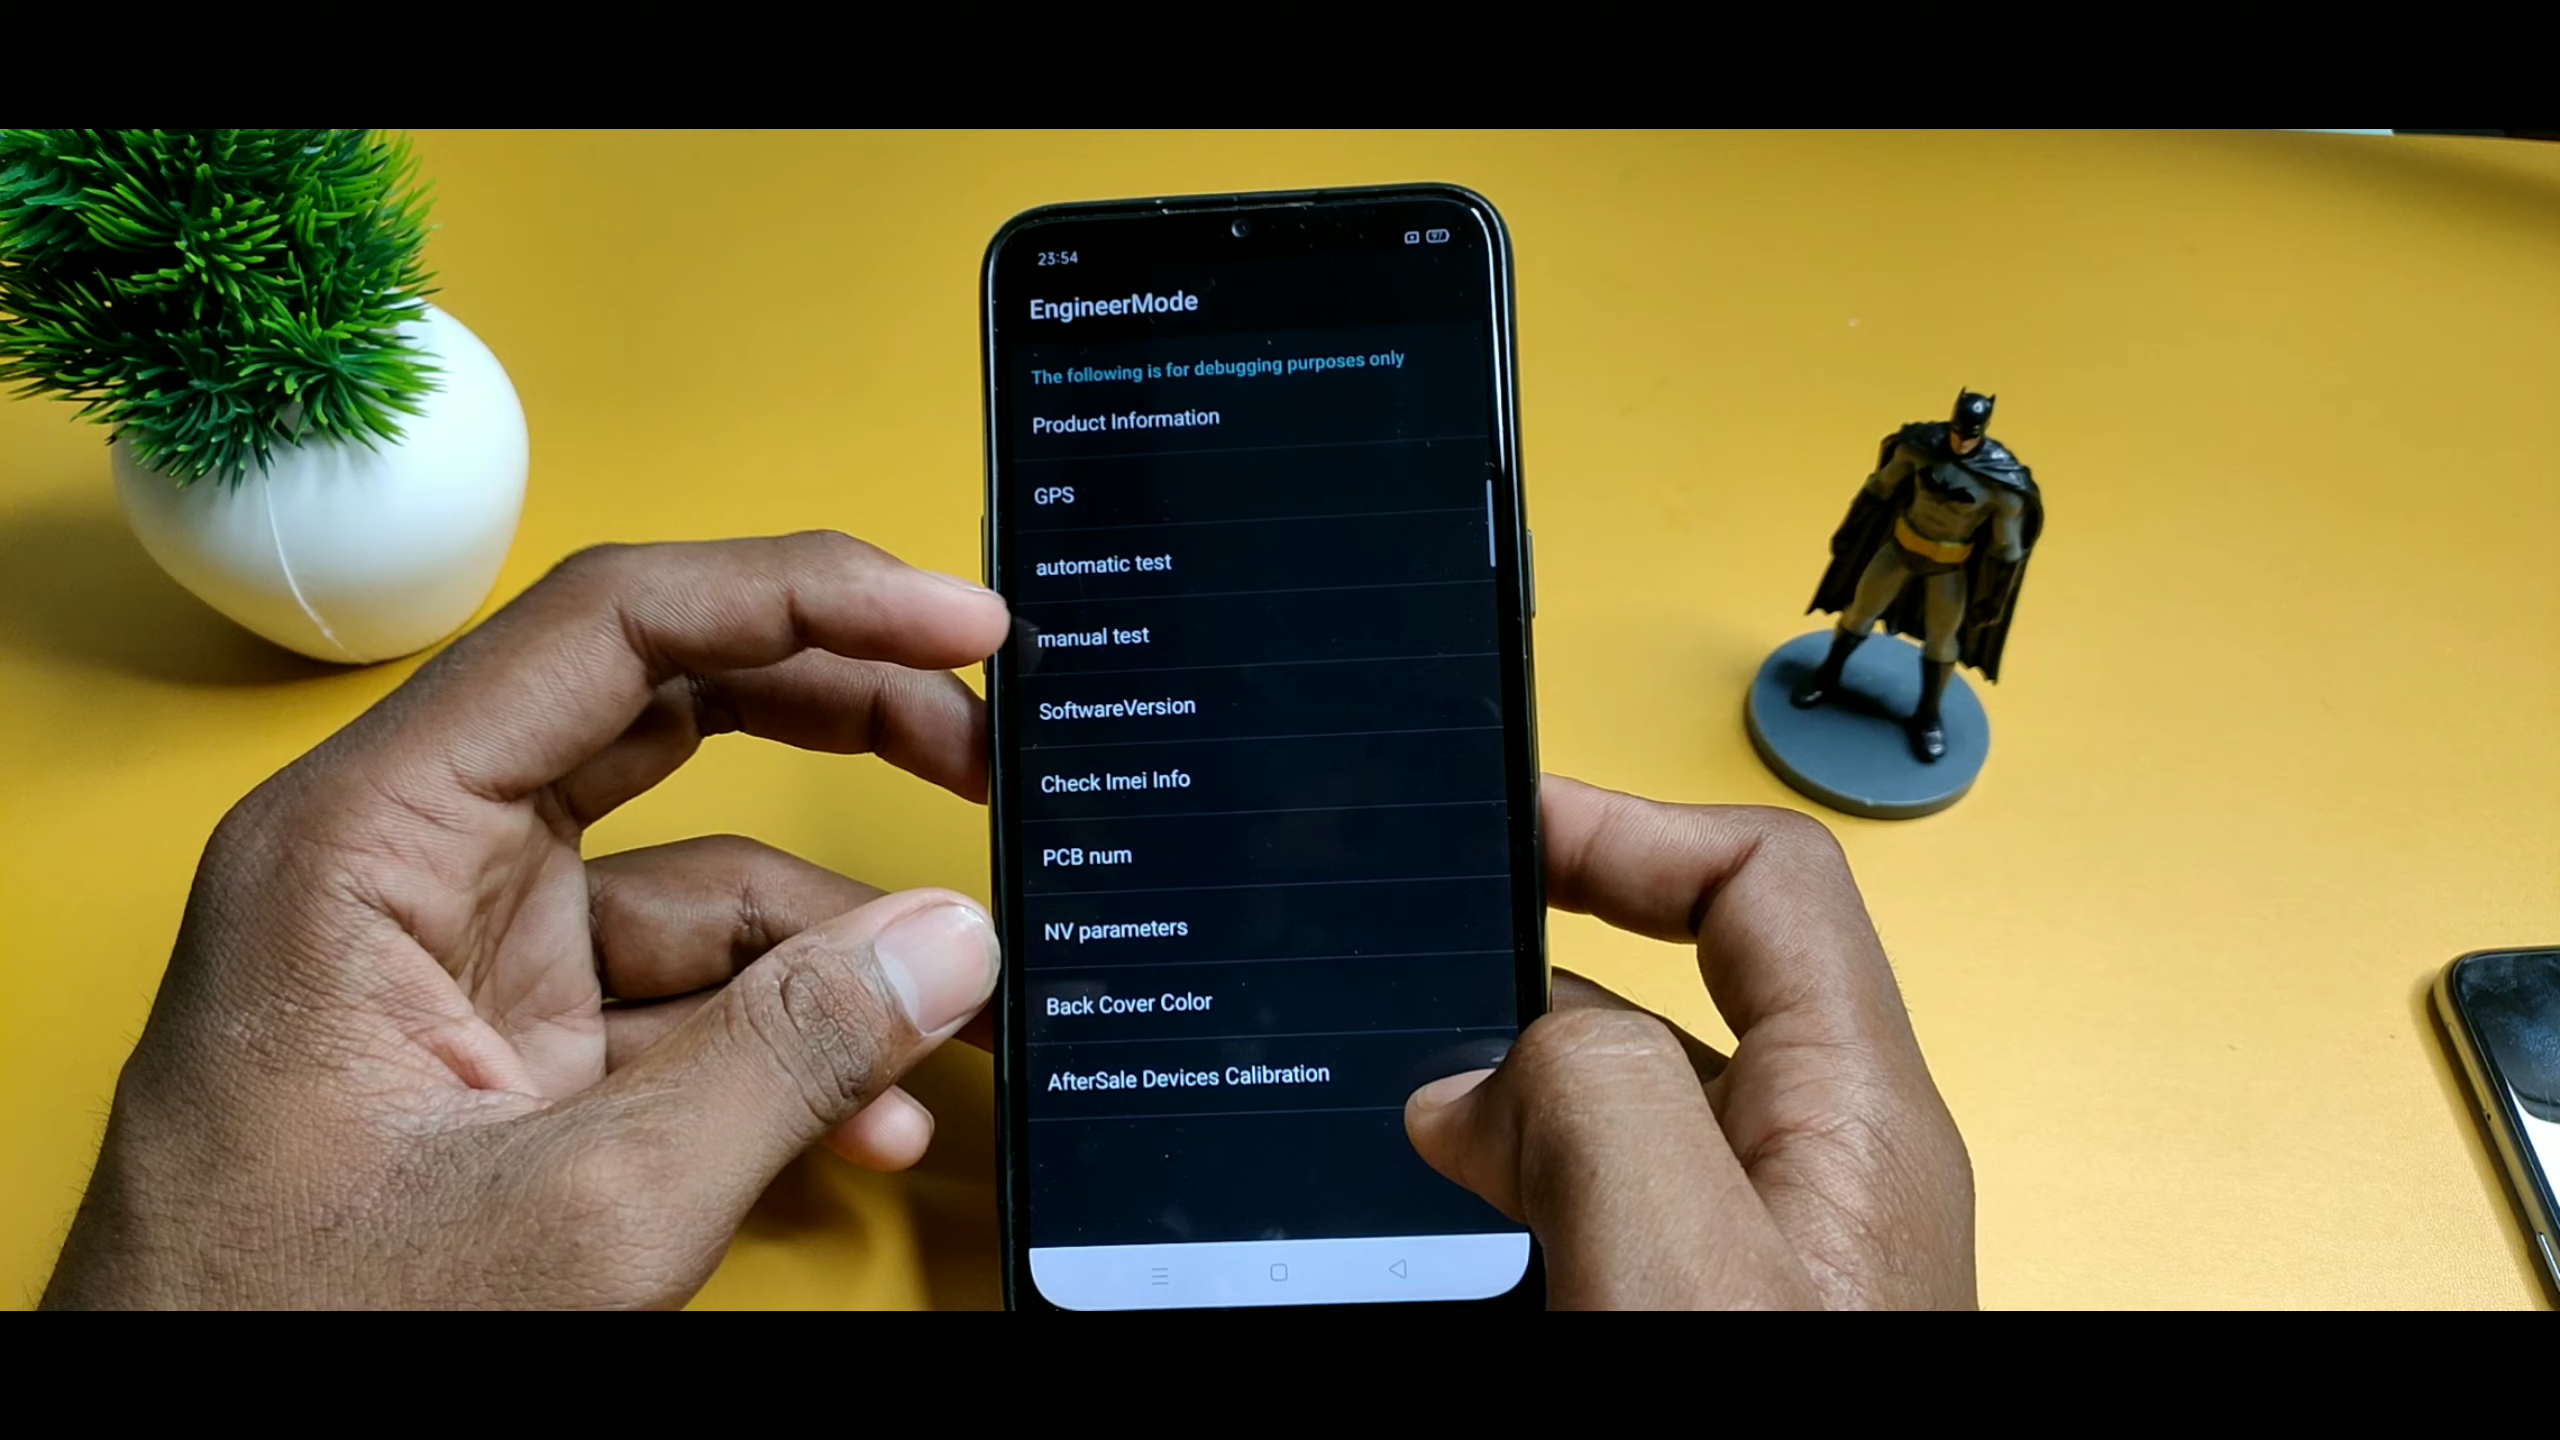 23:54
97
EngineerMode
The following is for debugging purposes only
Product Information
GPS
automatic test
manual test
SoftwareVersion
Check Imei Info
PCB num
NV parameters
Back Cover Color
AfterSale Devices Calibration